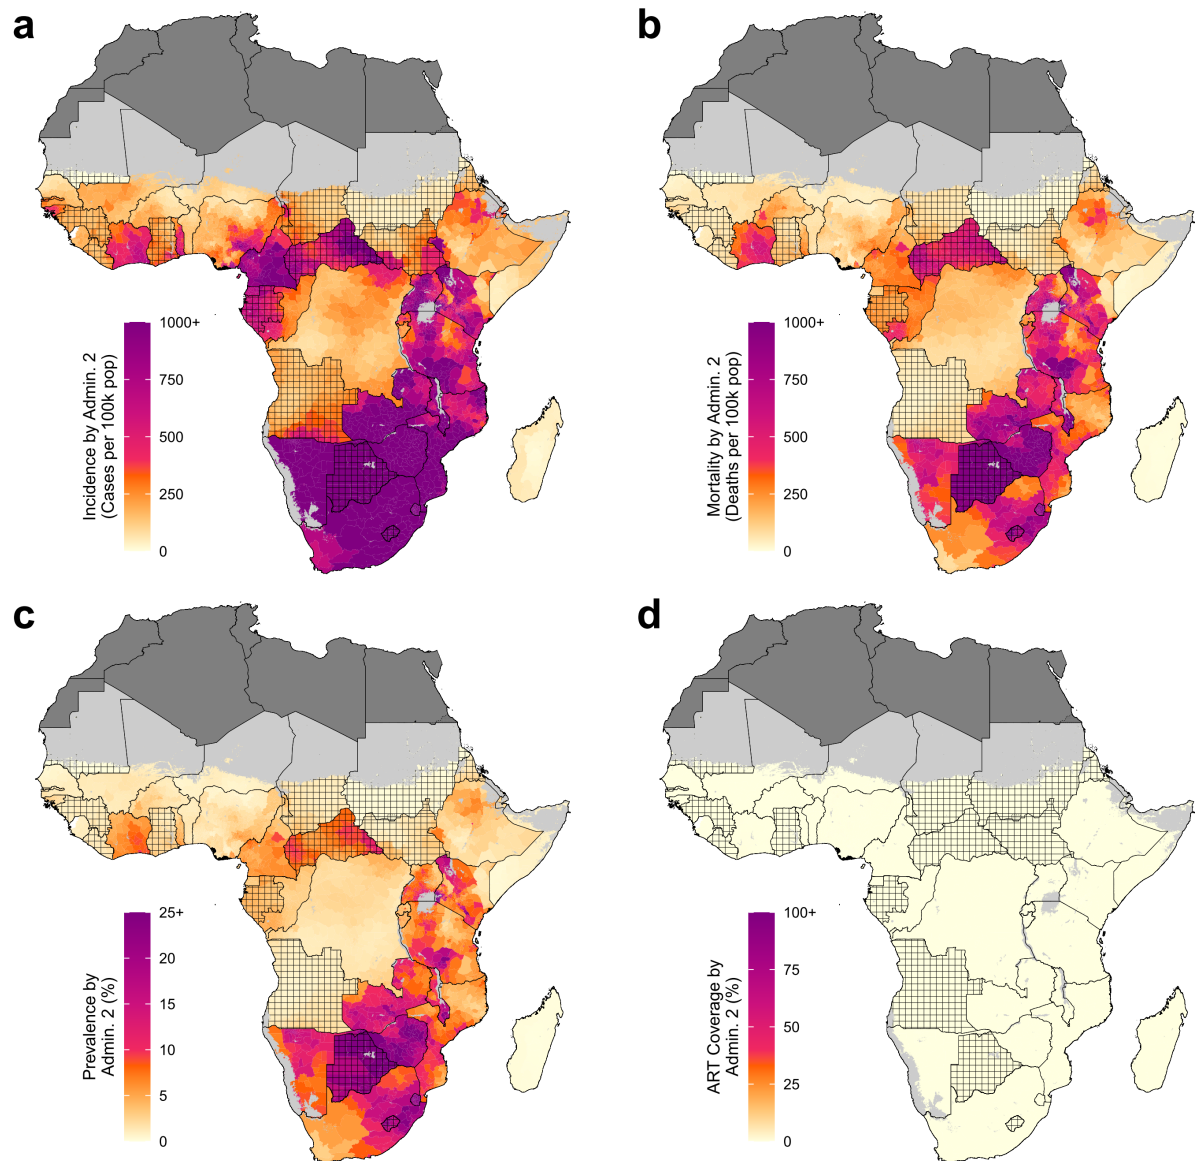 a
Incidence by Admin. 2
(Cases per 100k pop)
1000+
750
500
250
0
b
Mortality by Admin. 2
(Deaths per 100k pop)
1000+
750
500
250
0
c
Prevalence by
Admin. 2 (%)
25+
20
15
10
5
0
d
ART Coverage by
Admin. 2 (%)
100+
75
50
25
0